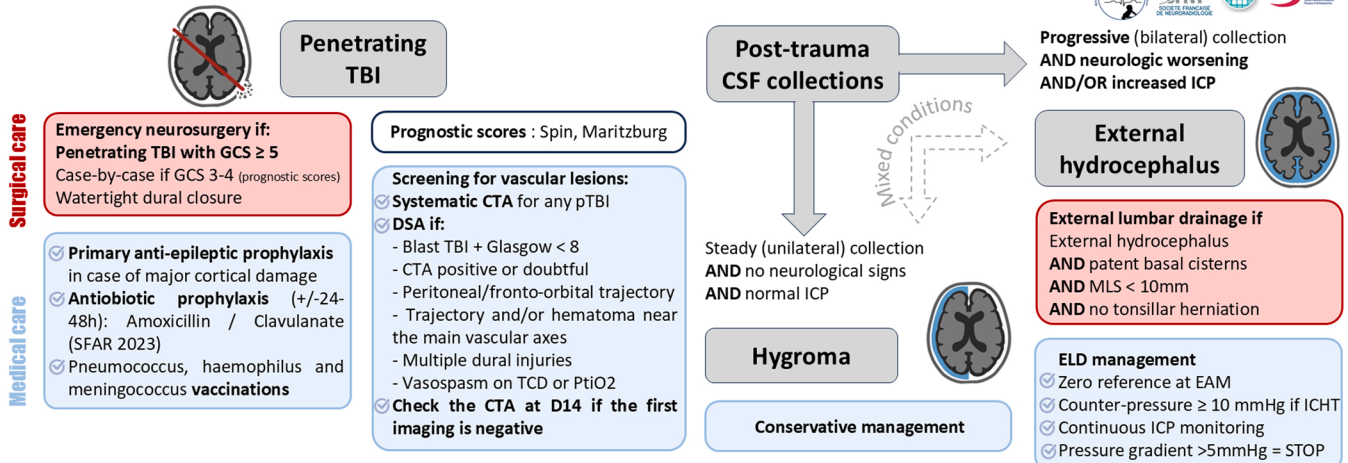 Penetrating
TBI
Surgical care
Emergency neurosurgery if:
Penetrating TBI with GCS ≥ 5
Case-by-case if GCS 3-4 (prognostic scores)
Watertight dural closure
Medical care
Primary anti-epileptic prophylaxis
in case of major cortical damage
Antiobiotic prophylaxis (+/-24-
48h): Amoxicillin / Clavulanate
(SFAR 2023)
Pneumococcus, haemophilus and
meningococcus vaccinations
Prognostic scores : Spin, Maritzburg
Screening for vascular lesions:
Systematic CTA for any pTBI
DSA if:
- Blast TBI + Glasgow < 8
- CTA positive or doubtful
- Peritoneal/fronto-orbital trajectory
- Trajectory and/or hematoma near
the main vascular axes
- Multiple dural injuries
- Vasospasm on TCD or PtiO2
Check the CTA at D14 if the first
imaging is negative
Post-trauma
CSF collections
Mixed conditions
Steady (unilateral) collection
AND no neurological signs
AND normal ICP
Hygroma
Conservative management
SOCIETE FRANÇAISE
DE NEURORADIOLOGIE
Progressive (bilateral) collection
AND neurologic worsening
AND/OR increased ICP
External
hydrocephalus
External lumbar drainage if
External hydrocephalus
AND patent basal cisterns
AND MLS < 10mm
AND no tonsillar herniation
ELD management
Zero reference at EAM
Counter-pressure ≥ 10 mmHg if ICHT
Continuous ICP monitoring
Pressure gradient >5mmHg = STOP